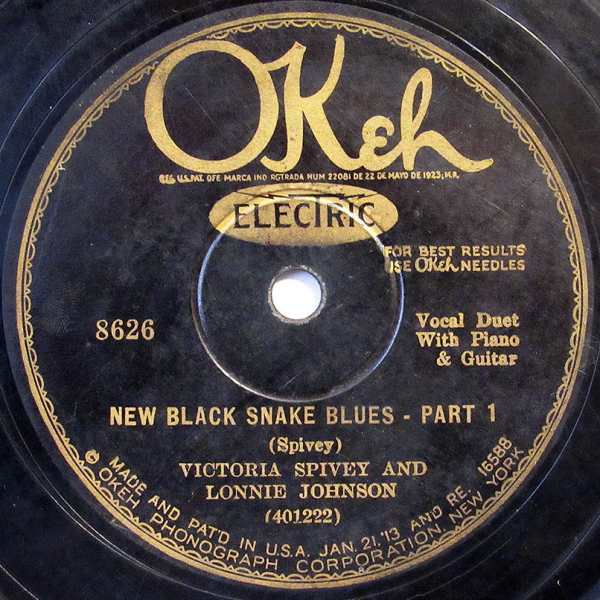 OKeh
REG. U.S. PAT. OFF. MARCA IND. RGTRADA NUM 22081 DE 22 DE MAYO DE 1923; M.R.
ELECTRIC
FOR BEST RESULTS
USE OKeh NEEDLES
8626
Vocal Duet
With Piano
& Guitar
NEW BLACK SNAKE BLUES - PART 1
(Spivey)
VICTORIA SPIVEY AND
LONNIE JOHNSON
(401222)
© MADE AND PAT'D IN U.S.A. JAN. 21, '13 AND RE. 16588
OKEH PHONOGRAPH CORPORATION, NEW YORK